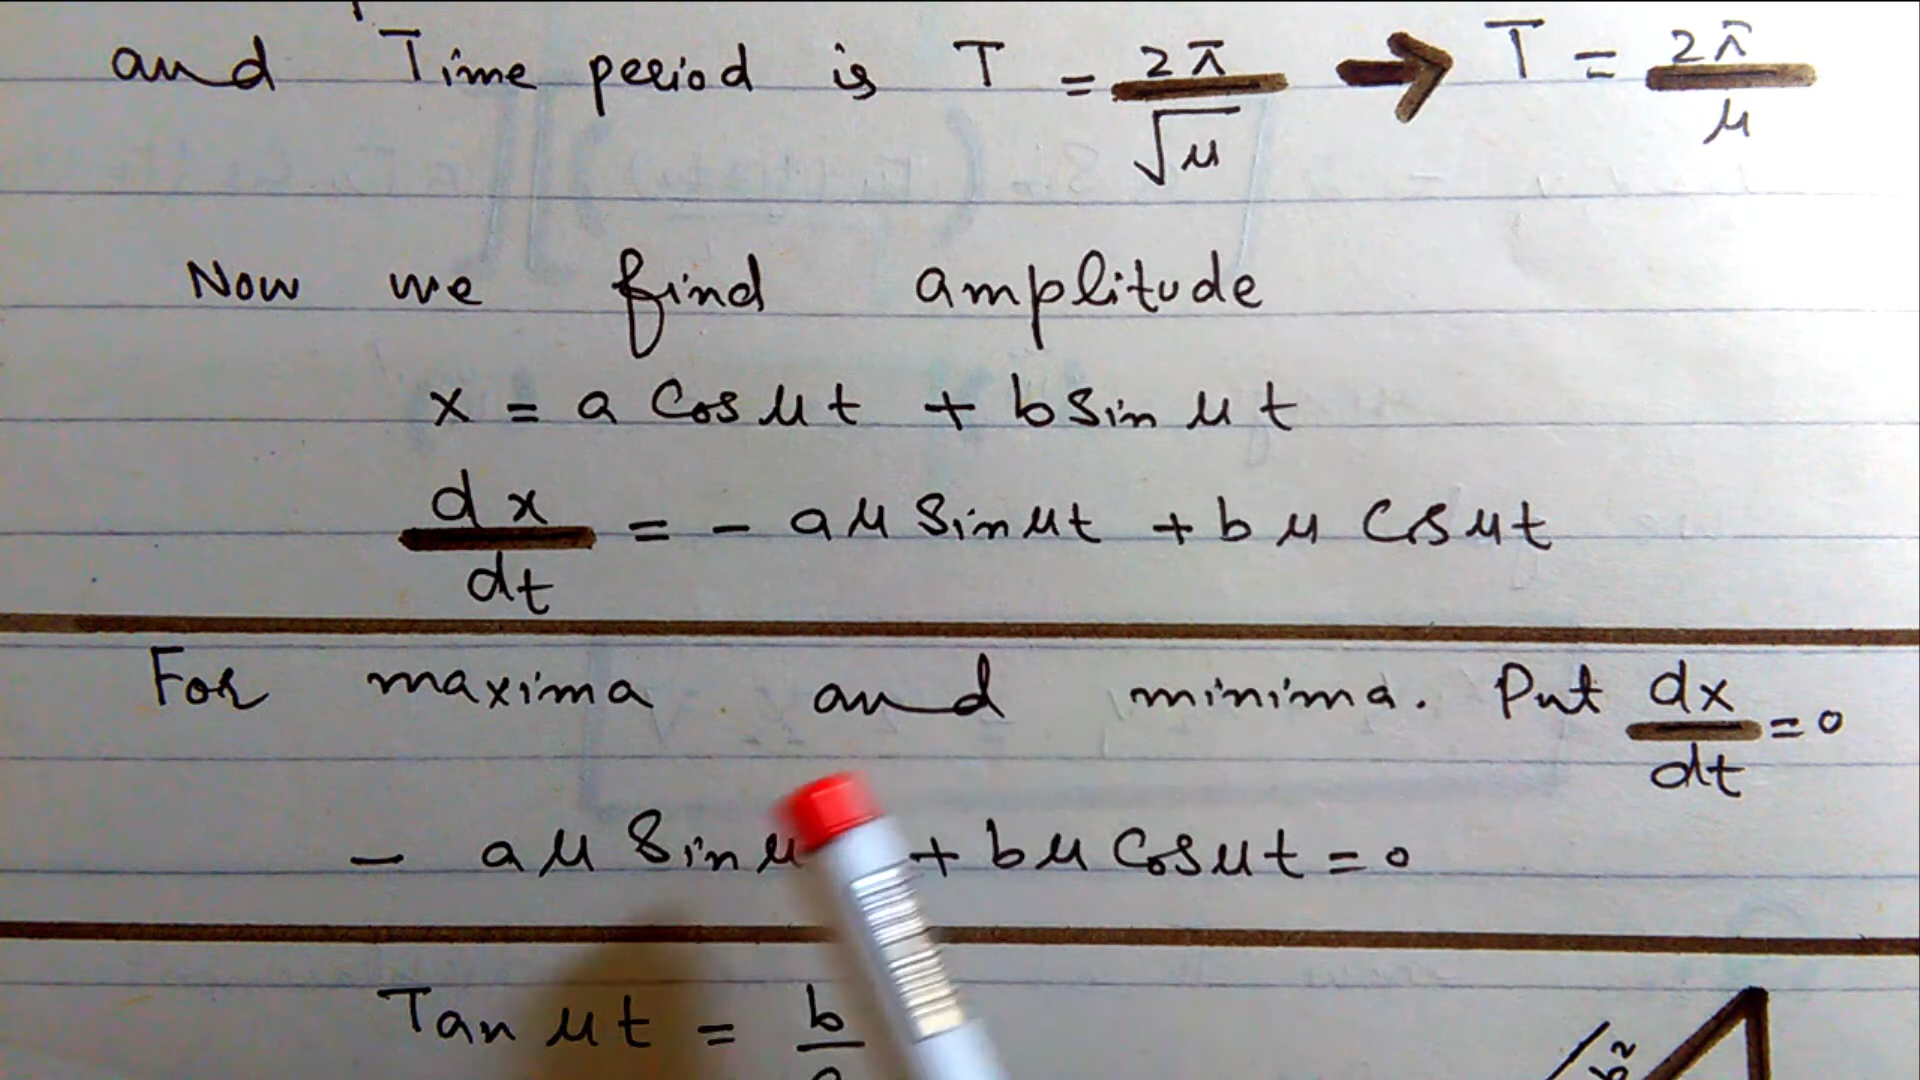 and Time period is T = 2π/√μ → T = 2π/μ
Now we find amplitude
x = a Cos μt + b Sin μt
dx/dt = - aμ Sin μt + bμ Cos μt
For maxima and minima. Put dx/dt = 0
- aμ Sin μ + bμ Cos μt = 0
Tan μt = b/